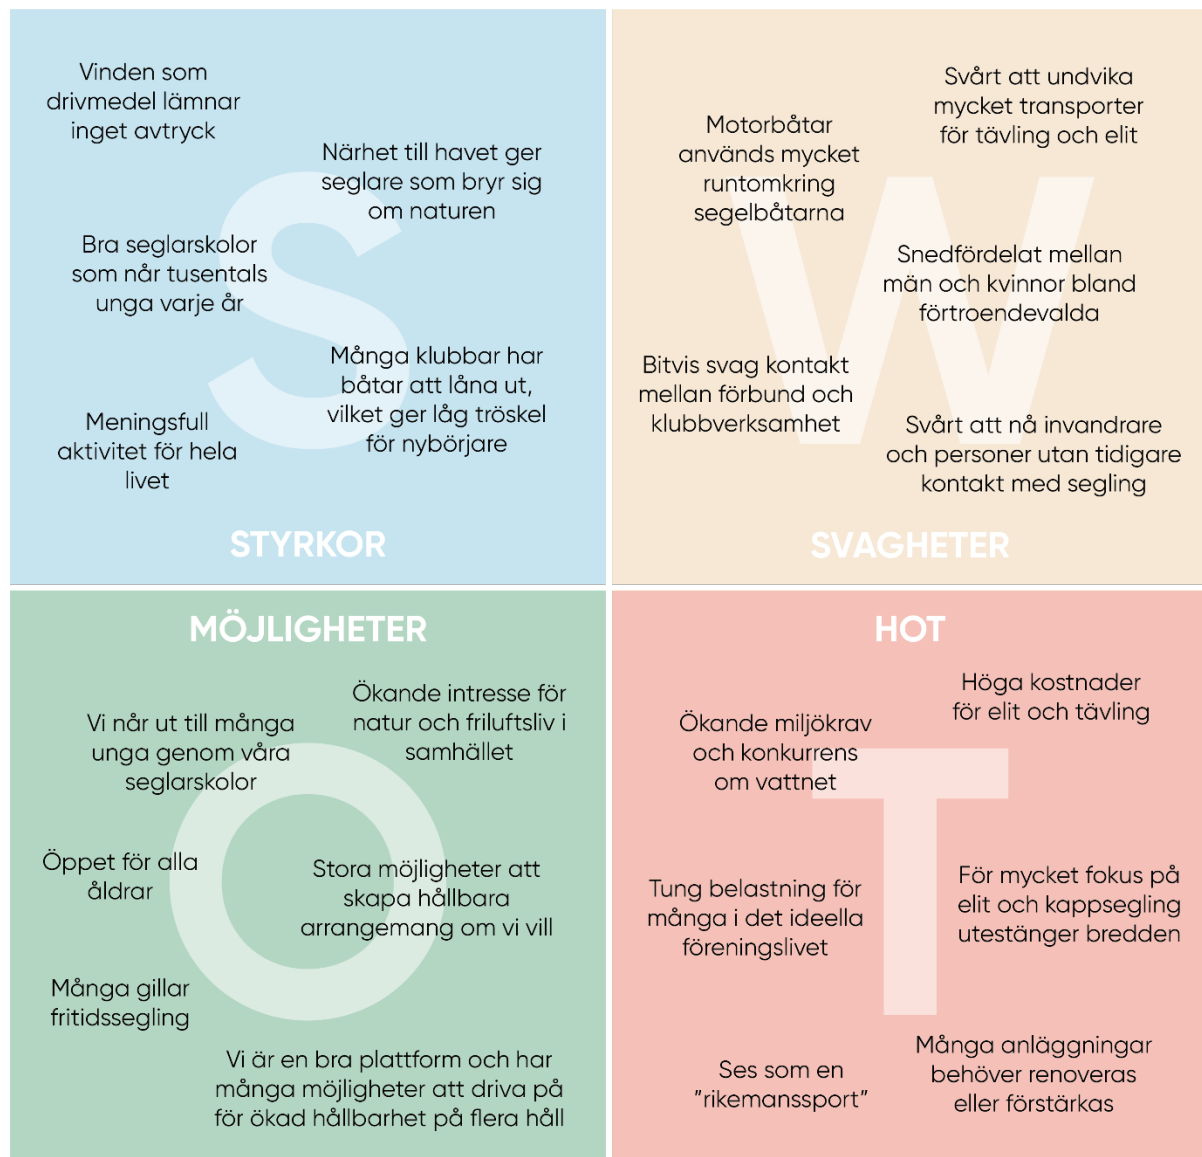 Vinden som
drivmedel lämnar
inget avtryck
Närhet till havet ger
seglare som bryr sig
om naturen
Bra seglarskolor
som når tusentals
unga varje år
Många klubbar har
båtar att låna ut,
vilket ger låg tröskel
för nybörjare
Meningsfull
aktivitet för hela
livet
S
STYRKOR
Svårt att undvika
mycket transporter
för tävling och elit
Motorbåtar
används mycket
runtomkring
segelbåtarna
Snedfördelat mellan
män och kvinnor bland
förtroendevalda
Bitvis svag kontakt
mellan förbund och
klubbverksamhet
Svårt att nå invandrare
och personer utan tidigare
kontakt med segling
W
SVAGHETER
MÖJLIGHETER
Ökande intresse för
natur och friluftsliv i
samhället
Vi når ut till många
unga genom våra
seglarskolor
Öppet för alla
åldrar
Stora möjligheter att
skapa hållbara
arrangemang om vi vill
Många gillar
fritidssegling
Vi är en bra plattform och har
många möjligheter att driva på
för ökad hållbarhet på flera håll
O
HOT
Höga kostnader
för elit och tävling
Ökande miljökrav
och konkurrens
om vattnet
För mycket fokus på
elit och kappsegling
utestänger bredden
Tung belastning för
många i det ideella
föreningslivet
Många anläggningar
behöver renoveras
eller förstärkas
Ses som en
”rikemanssport”
T